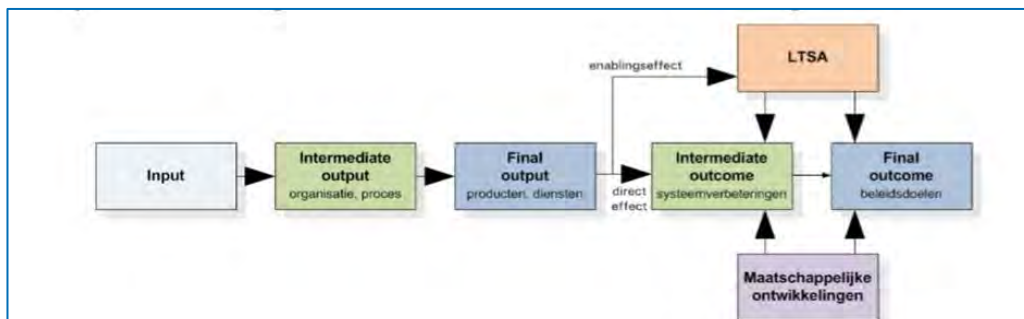 LTSA
enablingseffect
Input
Intermediate
output
organisatie, proces
Final
output
producten, diensten
direct
effect
Intermediate
outcome
systeemverbeteringen
Final
outcome
beleidsdoelen
Maatschappelijke
ontwikkelingen